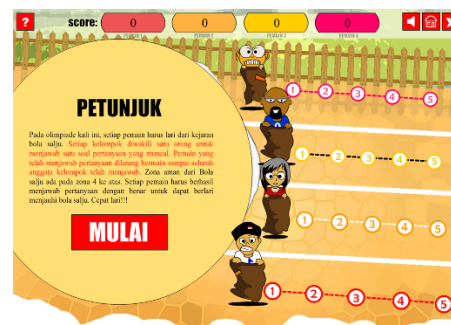 ?
score:
0
0
0
0
X
PETUNJUK
Pada olimpiade kali ini, setiap pemain harus lari dari kejaran
bola salju. Setiap kelompok diwakili satu orang untuk
menjawab satu soal pertanyaan yang muncul. Pemain yang
telah menjawab pertanyaan dilarang bermain sampai seluruh
anggota kelompok telah menjawab. Zona aman dari Bola
salju ada pada zona 4 ke atas. Setiap pemain harus berhasil
menjawab pertanyaan dengan benar untuk dapat berlari
menjauhi bola salju. Cepat lari!!!
MULAI
1 2 3 4 5
1 2 3 4 5
1 2 3 4 5
1 2 3 4 5